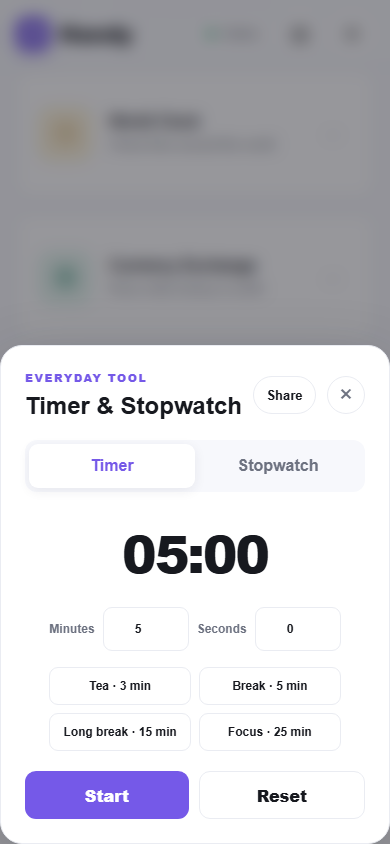 EVERYDAY TOOL
Timer & Stopwatch
Share
✕
Timer
Stopwatch
05:00
Minutes
5
Seconds
0
Tea · 3 min
Break · 5 min
Long break · 15 min
Focus · 25 min
Start
Reset